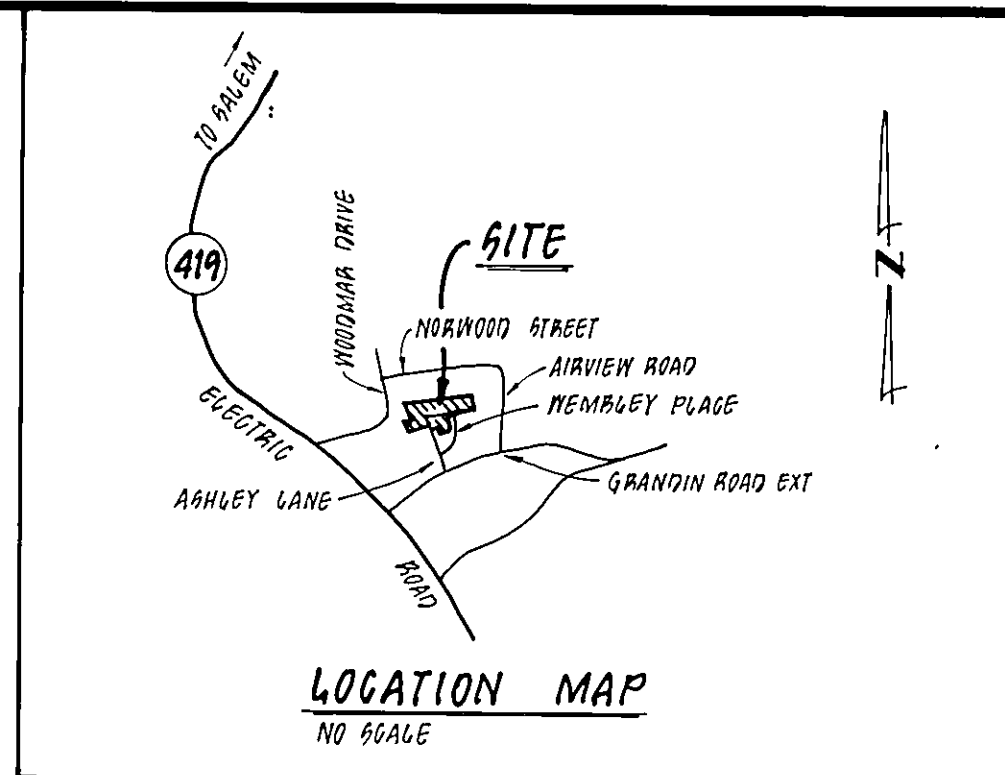 TO SALEM
419
WOODMAR DRIVE
SITE
NORWOOD STREET
AIRVIEW ROAD
WEMBLEY PLACE
ELECTRIC
ASHLEY LANE
GRANDIN ROAD EXT
ROAD
N
LOCATION MAP
NO SCALE